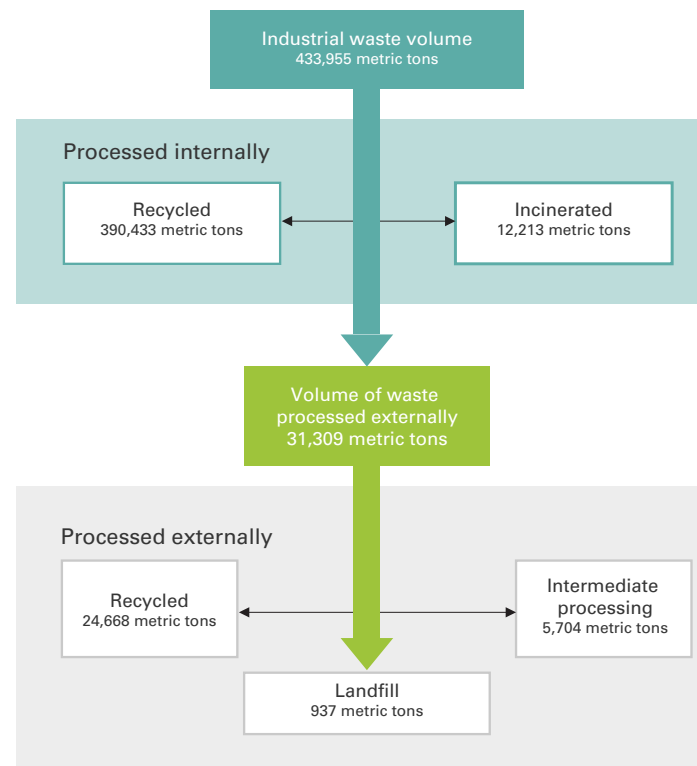 Industrial waste volume
433,955 metric tons
Processed internally
Recycled
390,433 metric tons
Incinerated
12,213 metric tons
Volume of waste
processed externally
31,309 metric tons
Processed externally
Recycled
24,668 metric tons
Intermediate
processing
5,704 metric tons
Landfill
937 metric tons